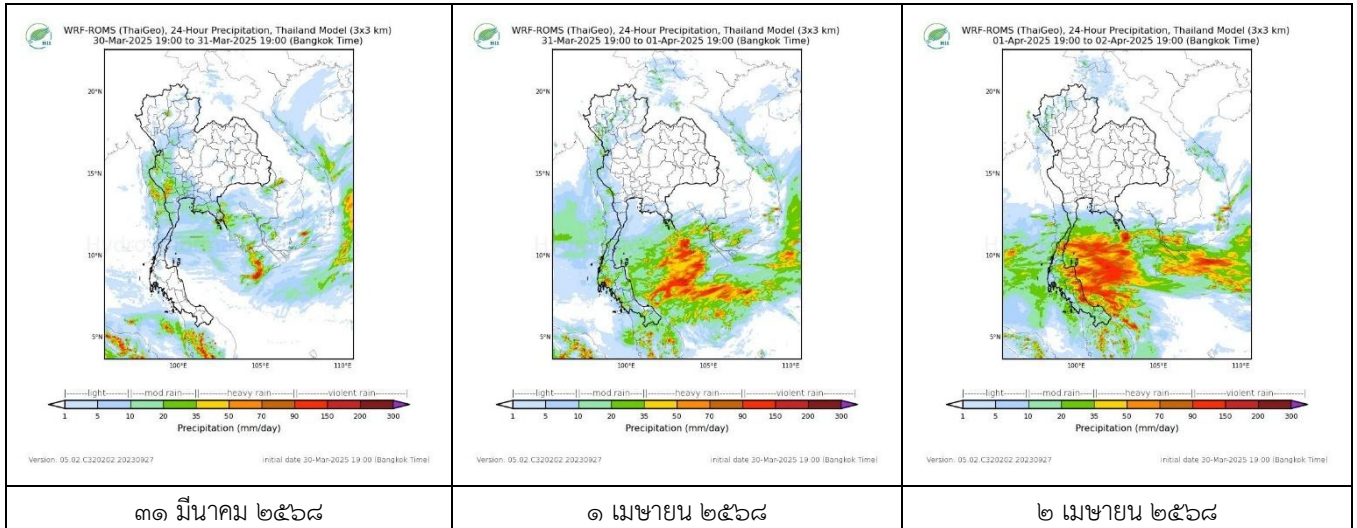 WRF-ROMS (ThaiGeo), 24-Hour Precipitation, Thailand Model (3x3 km)
30-Mar-2025 19:00 to 31-Mar-2025 19:00 (Bangkok Time)
20°N
15°N
10°N
5°N
100°E 105°E 110°E
light mod rain heavy rain violent rain
1 5 10 20 35 50 70 90 150 200 300
Precipitation (mm/day)
Version: 05.02.C320202.20230927 initial date 30-Mar-2025 19:00 (Bangkok Time)
๓๑ มีนาคม ๒๕๖๘
WRF-ROMS (ThaiGeo), 24-Hour Precipitation, Thailand Model (3x3 km)
31-Mar-2025 19:00 to 01-Apr-2025 19:00 (Bangkok Time)
20°N
15°N
10°N
5°N
100°E 105°E 110°E
light mod rain heavy rain violent rain
1 5 10 20 35 50 70 90 150 200 300
Precipitation (mm/day)
Version: 05.02.C320202.20230927 initial date 30-Mar-2025 19:00 (Bangkok Time)
๑ เมษายน ๒๕๖๘
WRF-ROMS (ThaiGeo), 24-Hour Precipitation, Thailand Model (3x3 km)
01-Apr-2025 19:00 to 02-Apr-2025 19:00 (Bangkok Time)
20°N
15°N
10°N
5°N
100°E 105°E 110°E
light mod rain heavy rain violent rain
1 5 10 20 35 50 70 90 150 200 300
Precipitation (mm/day)
Version: 05.02.C320202.20230927 initial date 30-Mar-2025 19:00 (Bangkok Time)
๒ เมษายน ๒๕๖๘